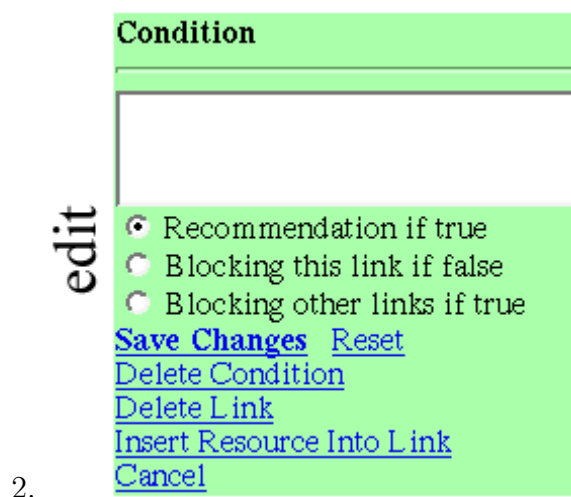 Condition
edit
Recommendation if true
Blocking this link if false
Blocking other links if true
Save Changes Reset
Delete Condition
Delete Link
Insert Resource Into Link
Cancel
2.